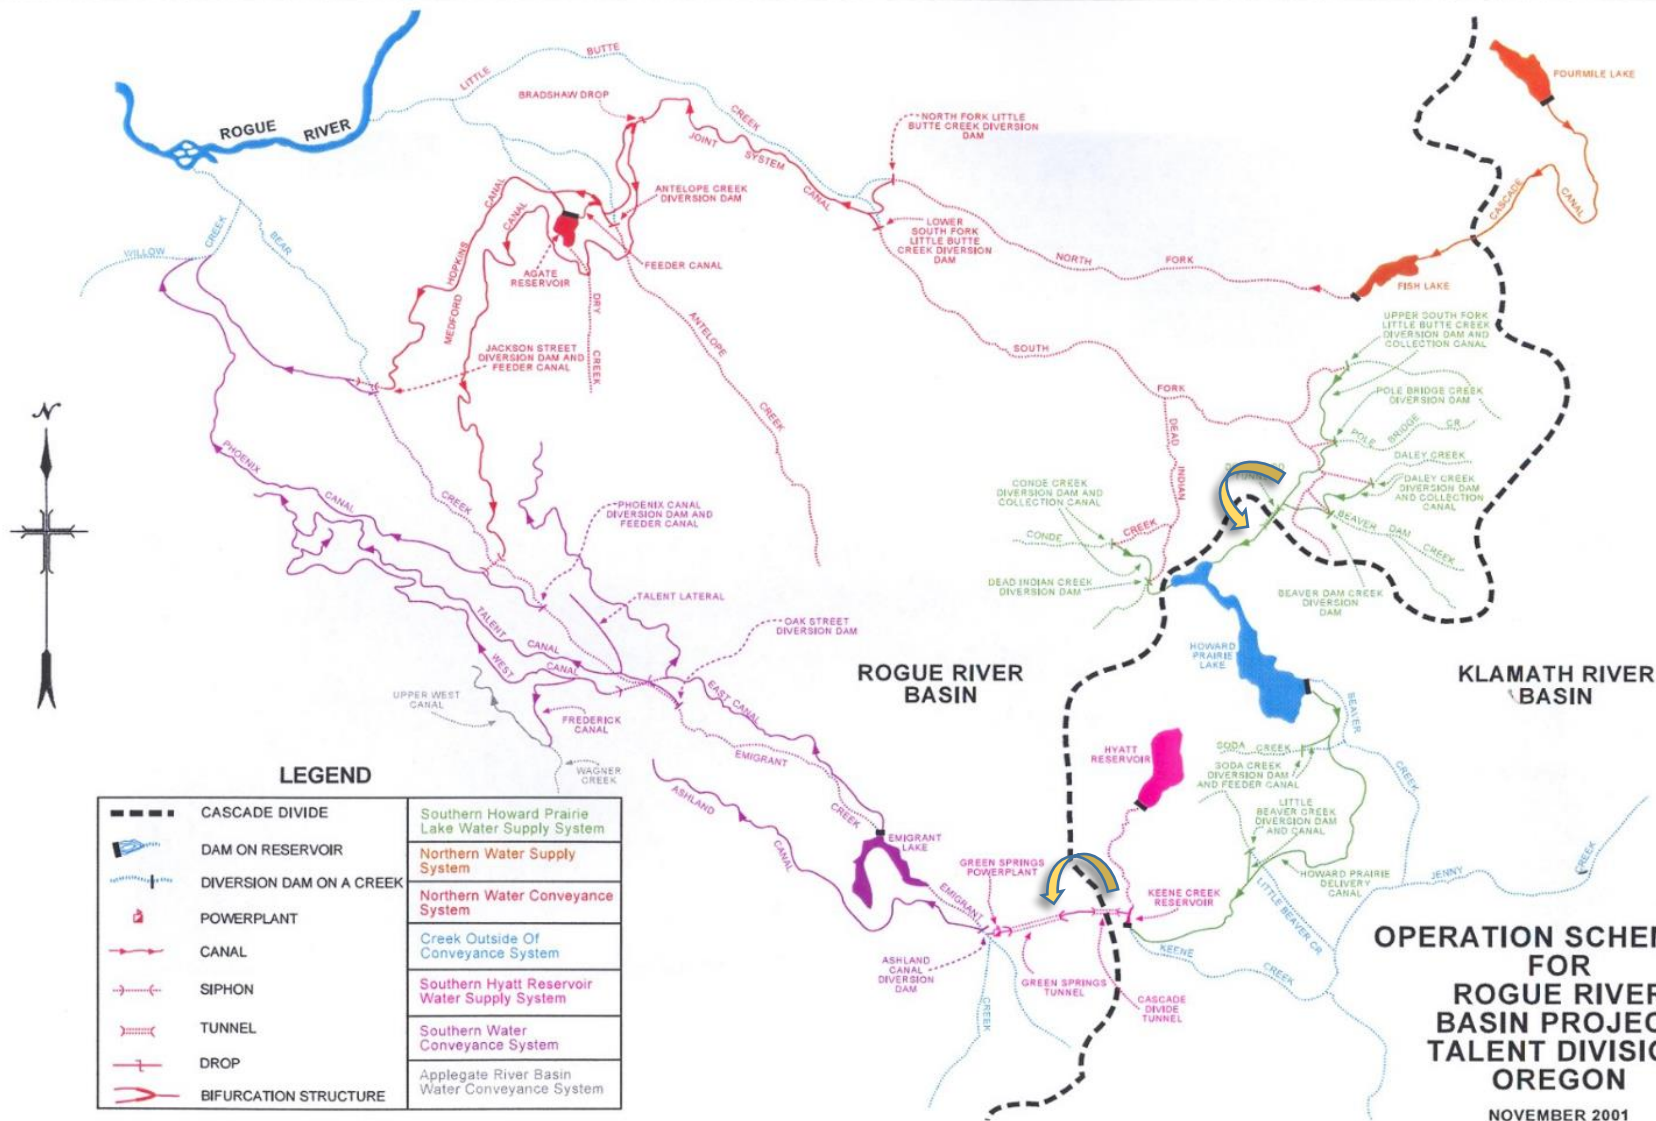 FOURMILE LAKE
CASCADE
CANAL
FISH LAKE
ROGUE RIVER
LITTLE BUTTE CREEK
BRADSHAW DROP
JOINT SYSTEM CANAL
NORTH FORK LITTLE
BUTTE CREEK DIVERSION
DAM
ANTELOPE CREEK
DIVERSION DAM
LOWER
SOUTH FORK
LITTLE BUTTE
CREEK DIVERSION
DAM
NORTH FORK
WILLOW CREEK
BEAR CREEK
HOPKINS CANAL
MEDFORD CANAL
AGATE
RESERVOIR
FEEDER CANAL
DRY CREEK
ANTELOPE CREEK
JACKSON STREET
DIVERSION DAM AND
FEEDER CANAL
SOUTH FORK
UPPER SOUTH FORK
LITTLE BUTTE CREEK
DIVERSION DAM AND
COLLECTION CANAL
POLE BRIDGE CREEK
DIVERSION DAM
POLE BRIDGE CR
DALEY CREEK
DALEY CREEK
DIVERSION DAM
AND COLLECTION
CANAL
BEAVER DAM CREEK
BEAVER DAM CREEK
DIVERSION
DAM
DEAD INDIAN
CREEK
CONDE CREEK
DIVERSION DAM AND
COLLECTION CANAL
CONDE
DEAD INDIAN CREEK
DIVERSION DAM
N
PHOENIX CANAL
PHOENIX CANAL
DIVERSION DAM AND
FEEDER CANAL
TALENT LATERAL
TALENT CANAL
WEST CANAL
OAK STREET
DIVERSION DAM
EAST CANAL
UPPER WEST
CANAL
FREDERICK
CANAL
WAGNER
CREEK
EMIGRANT CREEK
ASHLAND CANAL
EMIGRANT
LAKE
EMIGRANT
CREEK
ASHLAND
CANAL
DIVERSION
DAM
GREEN SPRINGS
POWERPLANT
GREEN SPRINGS
TUNNEL
CASCADE
DIVIDE
TUNNEL
KEENE CREEK
RESERVOIR
KEENE CREEK
ROGUE RIVER
BASIN
KLAMATH RIVER
BASIN
HOWARD
PRAIRIE
LAKE
HYATT
RESERVOIR
BEAVER
CREEK
SODA CREEK
SODA CREEK
DIVERSION DAM
AND FEEDER CANAL
LITTLE
BEAVER CREEK
DIVERSION DAM
AND CANAL
HOWARD PRAIRIE
DELIVERY
CANAL
LITTLE BEAVER CR
JENNY CREEK
LEGEND
CASCADE DIVIDE
DAM ON RESERVOIR
DIVERSION DAM ON A CREEK
POWERPLANT
CANAL
SIPHON
TUNNEL
DROP
BIFURCATION STRUCTURE
Southern Howard Prairie
Lake Water Supply System
Northern Water Supply
System
Northern Water Conveyance
System
Creek Outside Of
Conveyance System
Southern Hyatt Reservoir
Water Supply System
Southern Water
Conveyance System
Applegate River Basin
Water Conveyance System
OPERATION SCHE
FOR
ROGUE RIVER
BASIN PROJEC
TALENT DIVISI
OREGON
NOVEMBER 2001